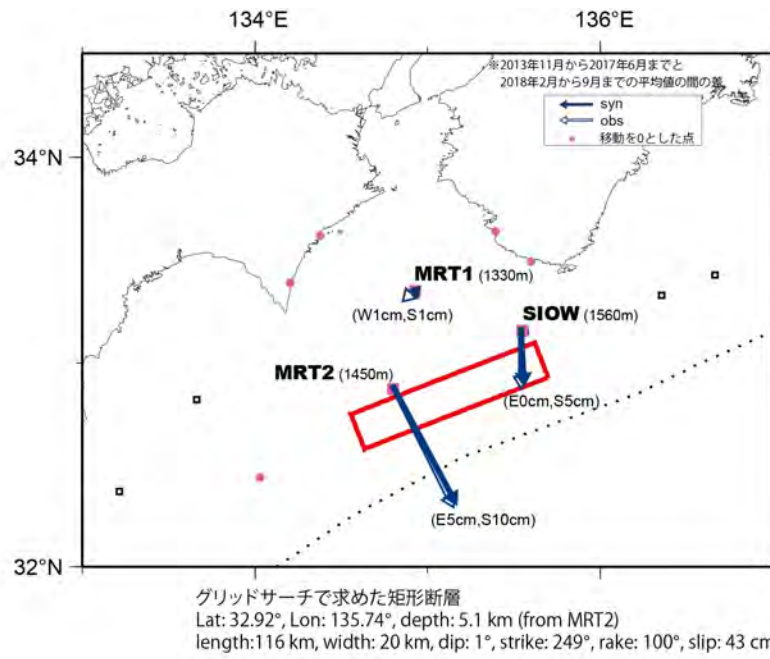 134°E
136°E
※2013年11月から2017年6月までと
2018年2月から9月までの平均値の間の差
syn
obs
移動を0とした点
34°N
MRT1 (1330m)
(W1cm,S1cm)
SIOW (1560m)
MRT2 (1450m)
(E0cm,S5cm)
(E5cm,S10cm)
32°N
グリッドサーチで求めた矩形断層
Lat: 32.92°, Lon: 135.74°, depth: 5.1 km (from MRT2)
length:116 km, width: 20 km, dip: 1°, strike: 249°, rake: 100°, slip: 43 cm